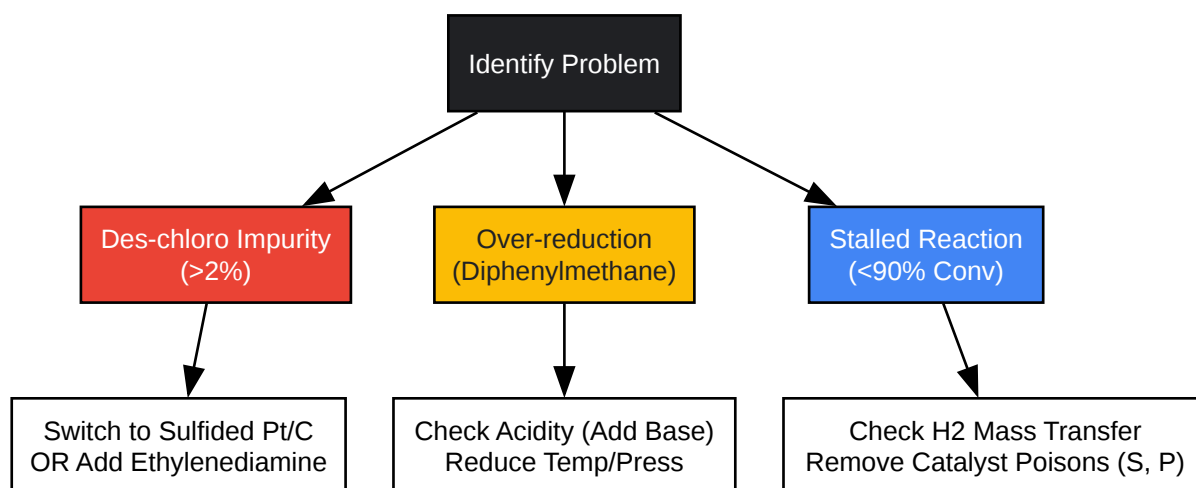 Identify Problem
Des-chloro Impurity
(>2%)
Over-reduction
(Diphenylmethane)
Stalled Reaction
(<90% Conv)
Switch to Sulfided Pt/C
OR Add Ethylenediamine
Check Acidity (Add Base)
Reduce Temp/Press
Check H2 Mass Transfer
Remove Catalyst Poisons (S, P)